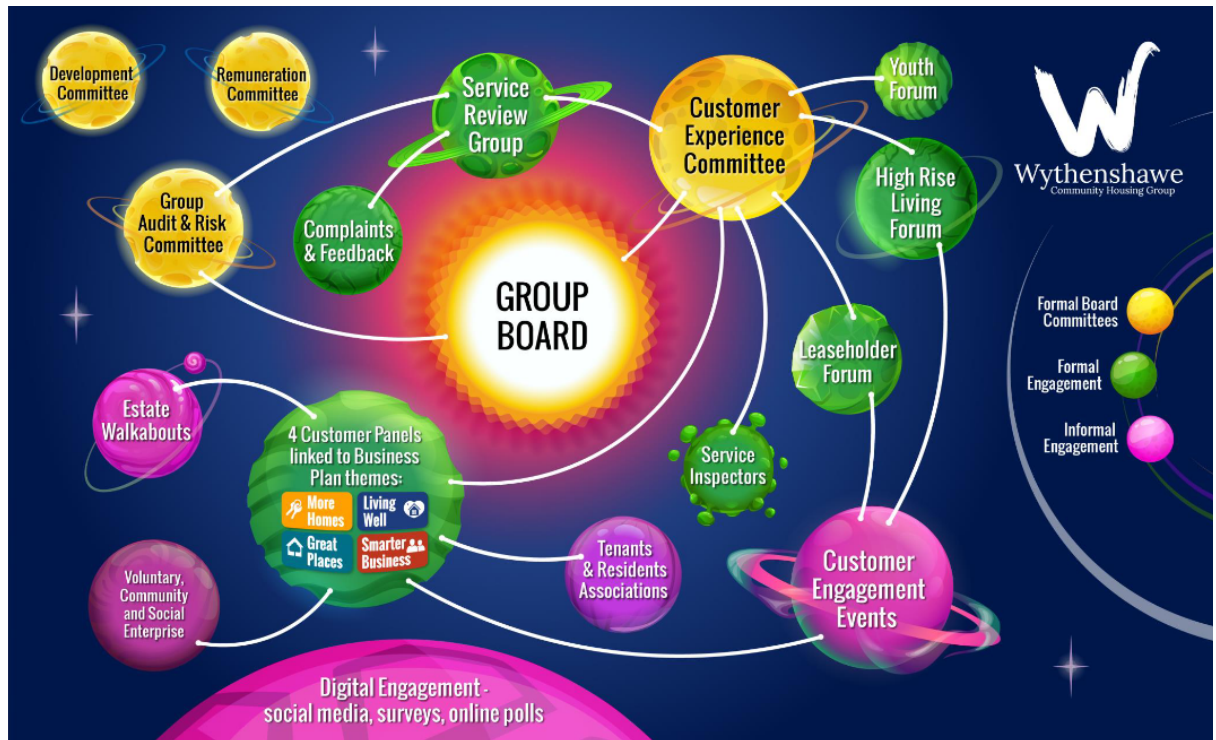 Development
Committee
Remuneration
Committee
Service
Review
Group
Customer
Experience
Committee
Youth
Forum
High Rise
Living
Forum
Wythenshawe
Community Housing Group
Group
Audit & Risk
Committee
Complaints
& Feedback
GROUP
BOARD
Formal Board
Committees
Formal
Engagement
Informal
Engagement
Leaseholder
Forum
Estate
Walkabouts
4 Customer Panels
linked to Business
Plan themes:
More
Homes
Living
Well
Great
Places
Smarter
Business
Service
Inspectors
Voluntary,
Community
and Social
Enterprise
Tenants
& Residents
Associations
Customer
Engagement
Events
Digital Engagement -
social media, surveys, online polls